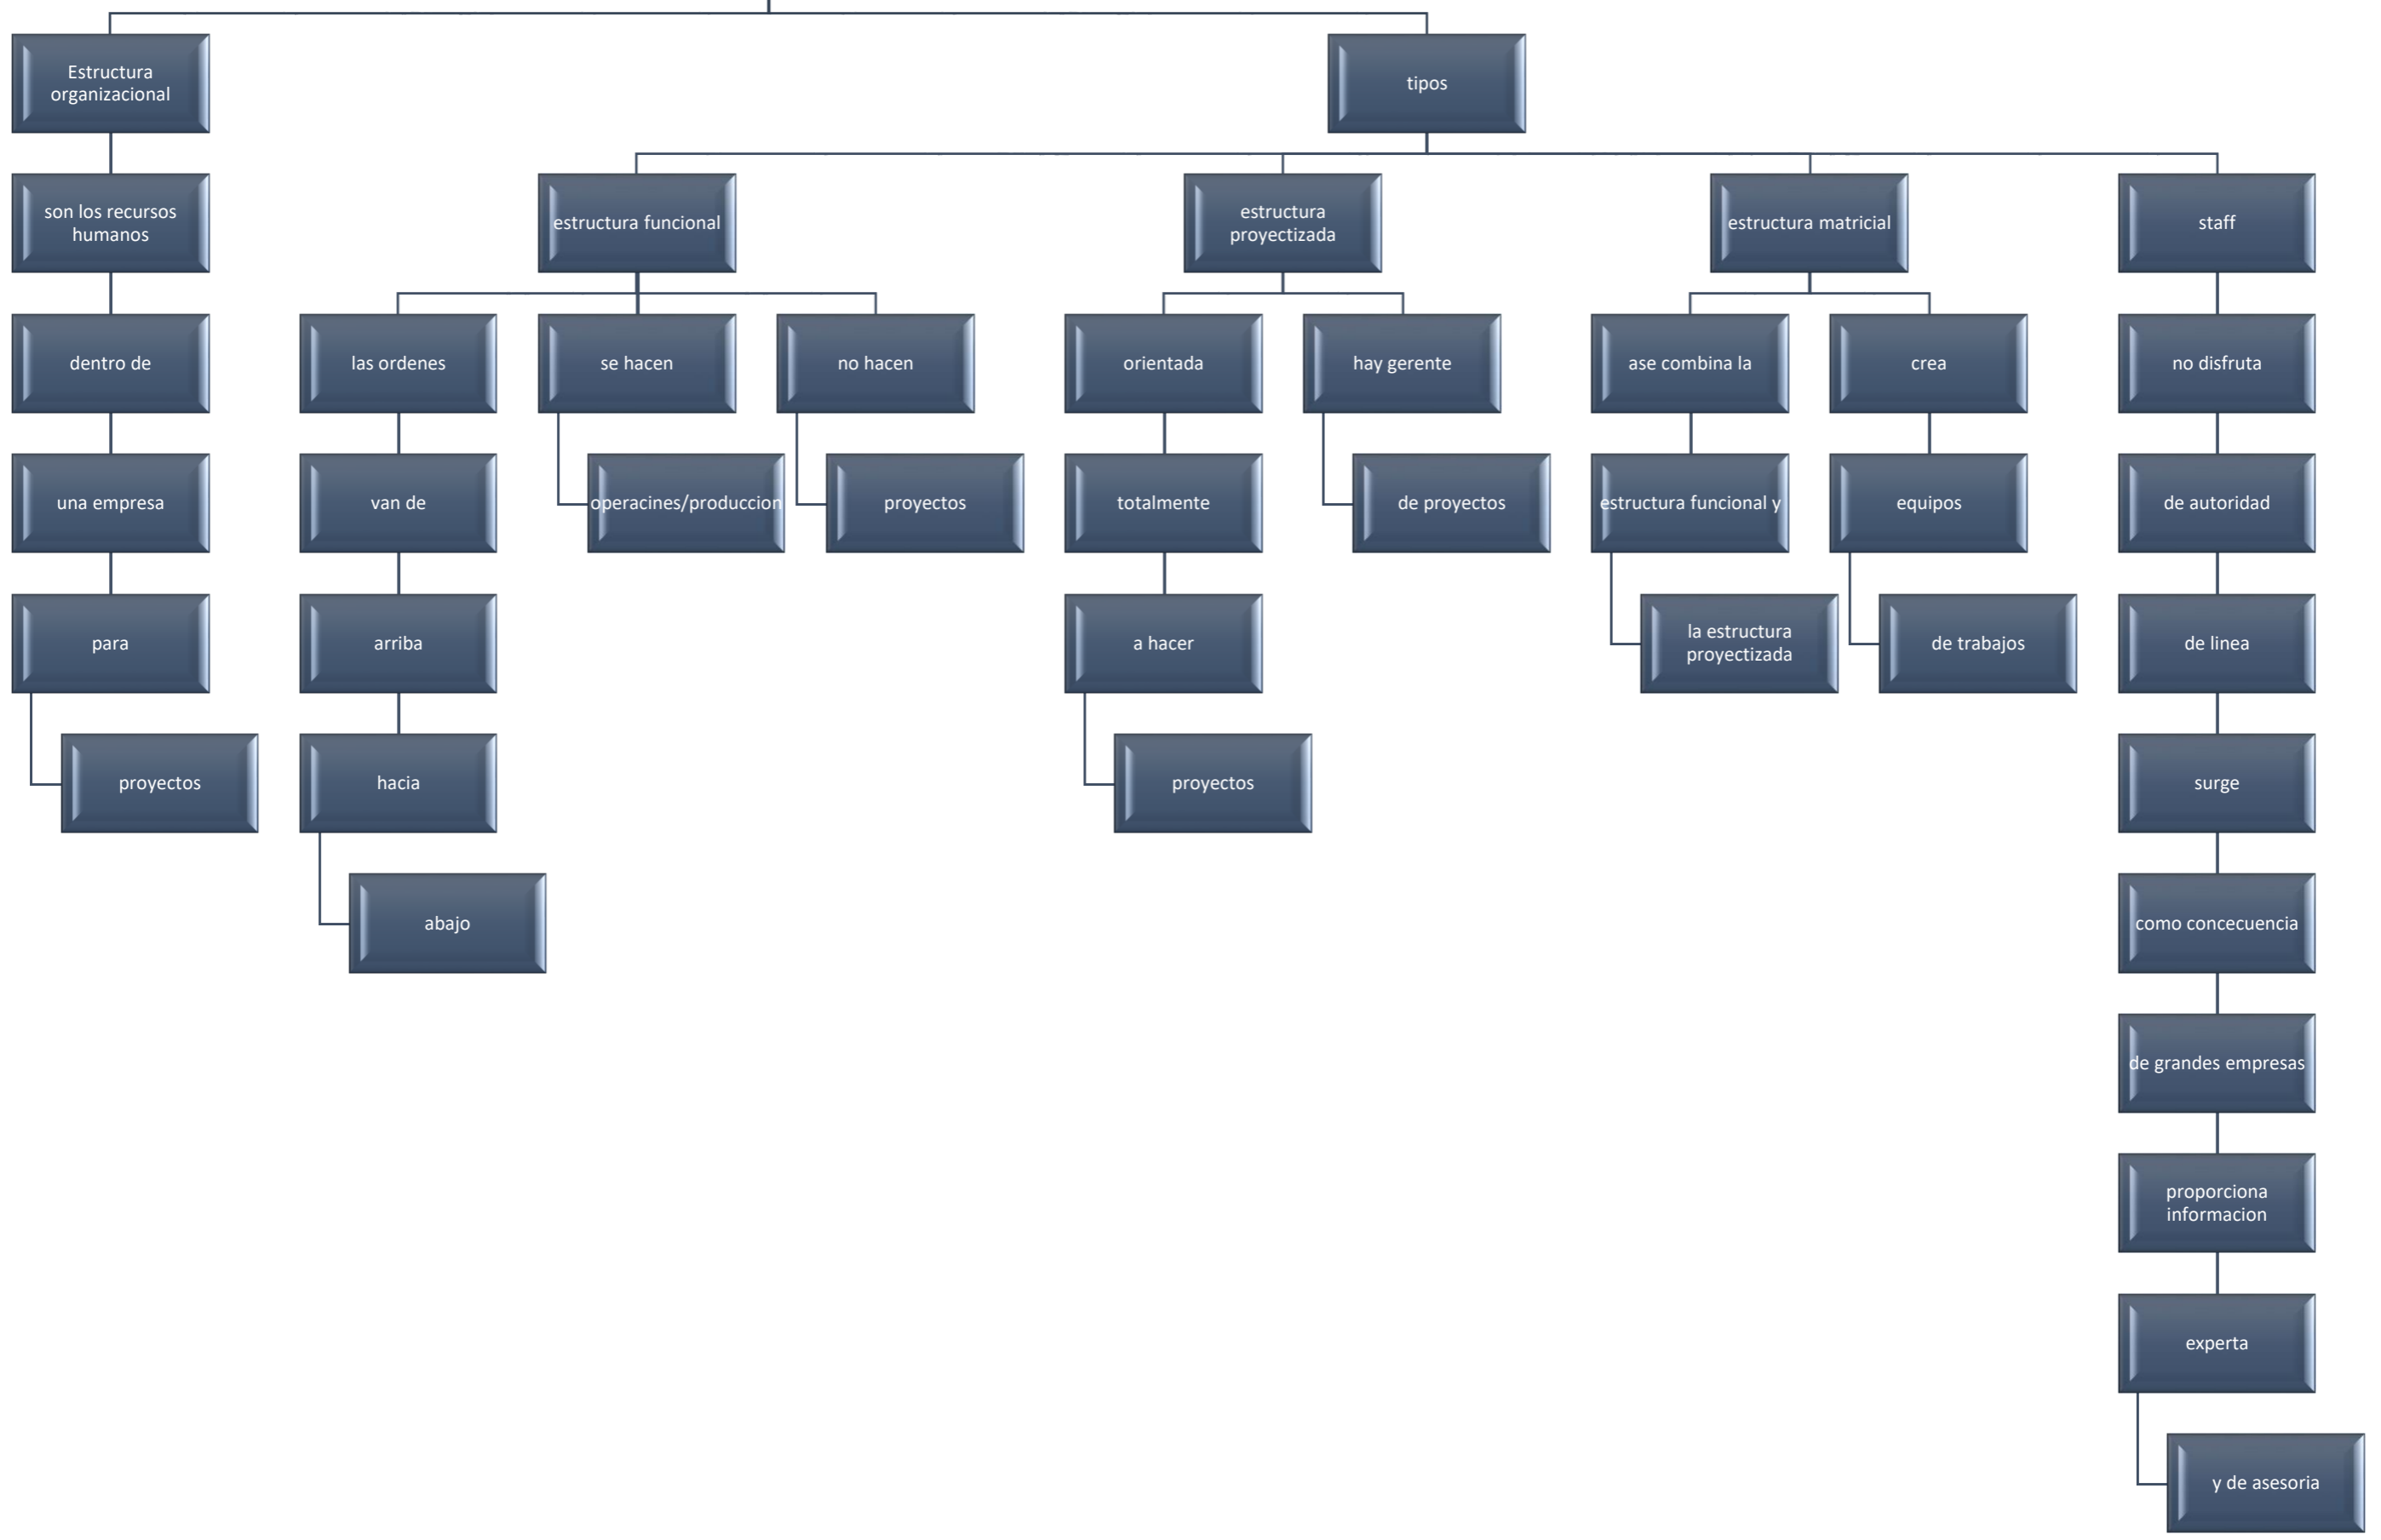 Estructura
organizacional
tipos
son los recursos
humanos
estructura funcional
estructura
proyectizada
estructura matricial
staff
dentro de
las ordenes
se hacen
no hacen
orientada
hay gerente
ase combina la
crea
no disfruta
una empresa
van de
operacines/produccion
proyectos
totalmente
de proyectos
estructura funcional y
equipos
de autoridad
para
arriba
a hacer
la estructura
proyectizada
de trabajos
de linea
proyectos
hacia
proyectos
surge
abajo
como concecuencia
de grandes empresas
proporciona
informacion
experta
y de asesoria